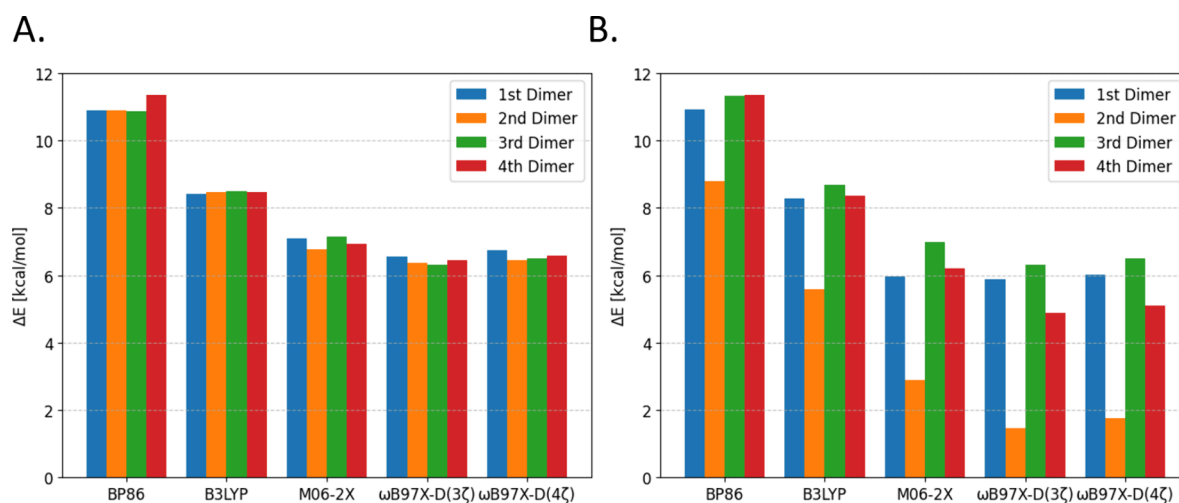 A.
B.
12
10
8
6
4
2
0
ΔE [kcal/mol]
1st Dimer
2nd Dimer
3rd Dimer
4th Dimer
BP86 B3LYP M06-2X ωB97X-D(3ζ) ωB97X-D(4ζ)
12
10
8
6
4
2
0
ΔE [kcal/mol]
1st Dimer
2nd Dimer
3rd Dimer
4th Dimer
BP86 B3LYP M06-2X ωB97X-D(3ζ) ωB97X-D(4ζ)